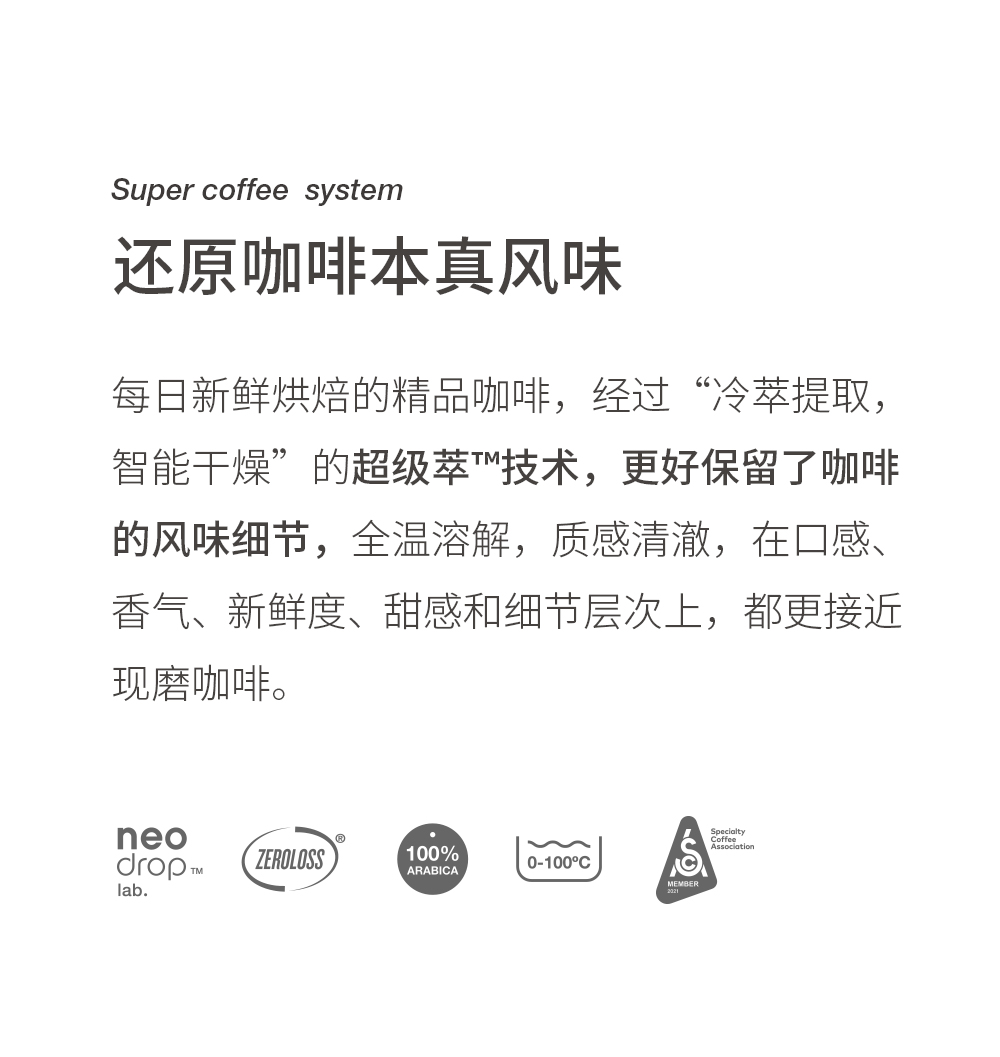 Super coffee system
还原咖啡本真风味
每日新鲜烘焙的精品咖啡，经过“冷萃提取，
智能干燥”的超级萃™技术，更好保留了咖啡
的风味细节，全温溶解，质感清澈，在口感、
香气、新鲜度、甜感和细节层次上，都更接近
现磨咖啡。
neo
drop™
lab.
ZEROLOSS®
100%
ARABICA
0-100°C
ASCA
Specialty
Coffee
Association
MEMBER
2021